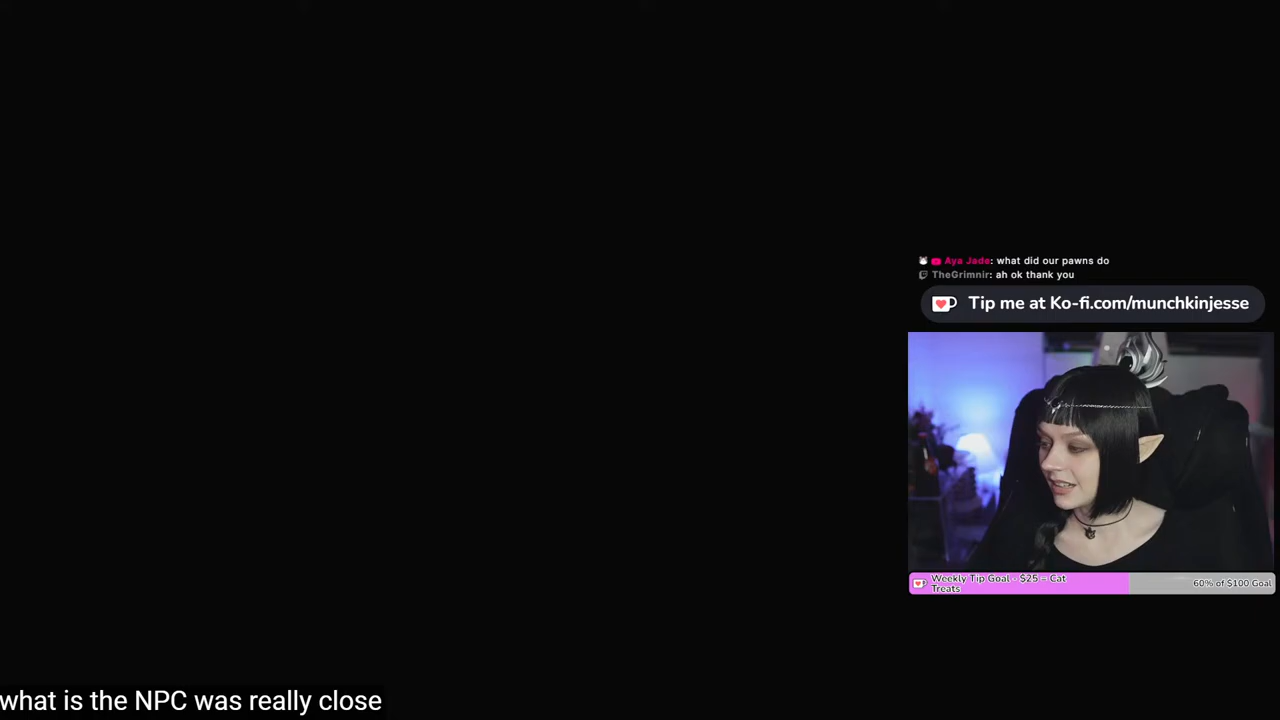 Aya Jade: what did our pawns do
TheGrimnir: ah ok thank you
Tip me at Ko-fi.com/munchkinjesse
Weekly Tip Goal - $25 = Cat
Treats
60% of $100 Goal
what is the NPC was really close